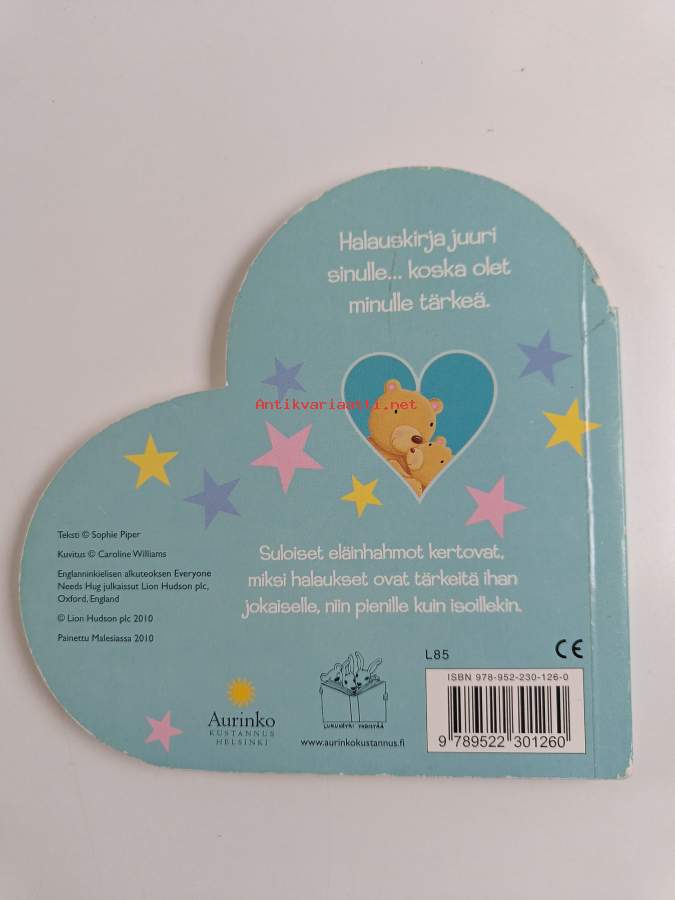 Halauskirja juuri
sinulle... koska olet
minulle tärkeä.
Antikvariaatti.net
Teksti © Sophie Piper
Kuvitus © Caroline Williams
Englanninkielisen alkuteoksen Everyone
Needs Hug julkaissut Lion Hudson plc,
Oxford, England
© Lion Hudson plc 2010
Painettu Malesiassa 2010
Suloiset eläinhahmot kertovat,
miksi halaukset ovat tärkeitä ihan
jokaiselle, niin pienille kuin isoillekin.
Aurinko
KUSTANNUS
HELSINKI
LUKUHETKI YHDISTÄÄ
www.aurinkokustannus.fi
L85
CE
ISBN 978-952-230-126-0
9 789522 301260